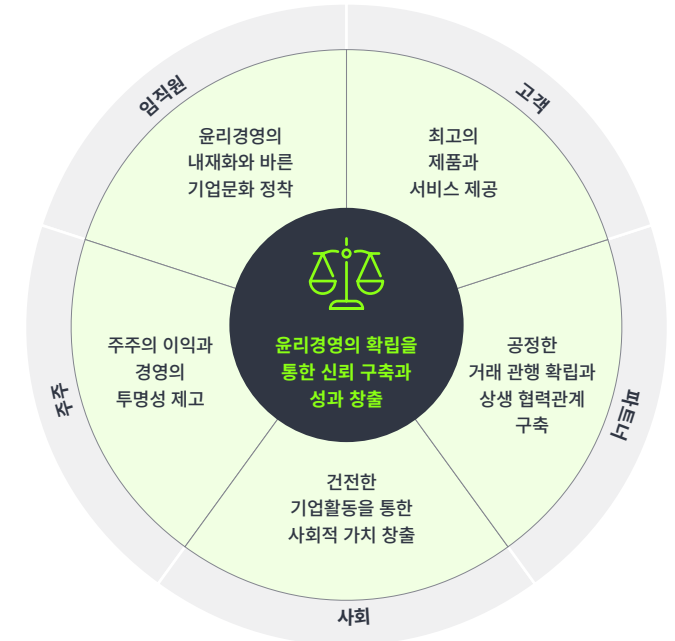 임직원
윤리경영의
내재화와 바른
기업문화 정착
고객
최고의
제품과
서비스 제공
주주
주주의 이익과
경영의
투명성 제고
윤리경영의 확립을
통한 신뢰 구축과
성과 창출
파트너
공정한
거래 관행 확립과
상생 협력관계
구축
건전한
기업활동을 통한
사회적 가치 창출
사회